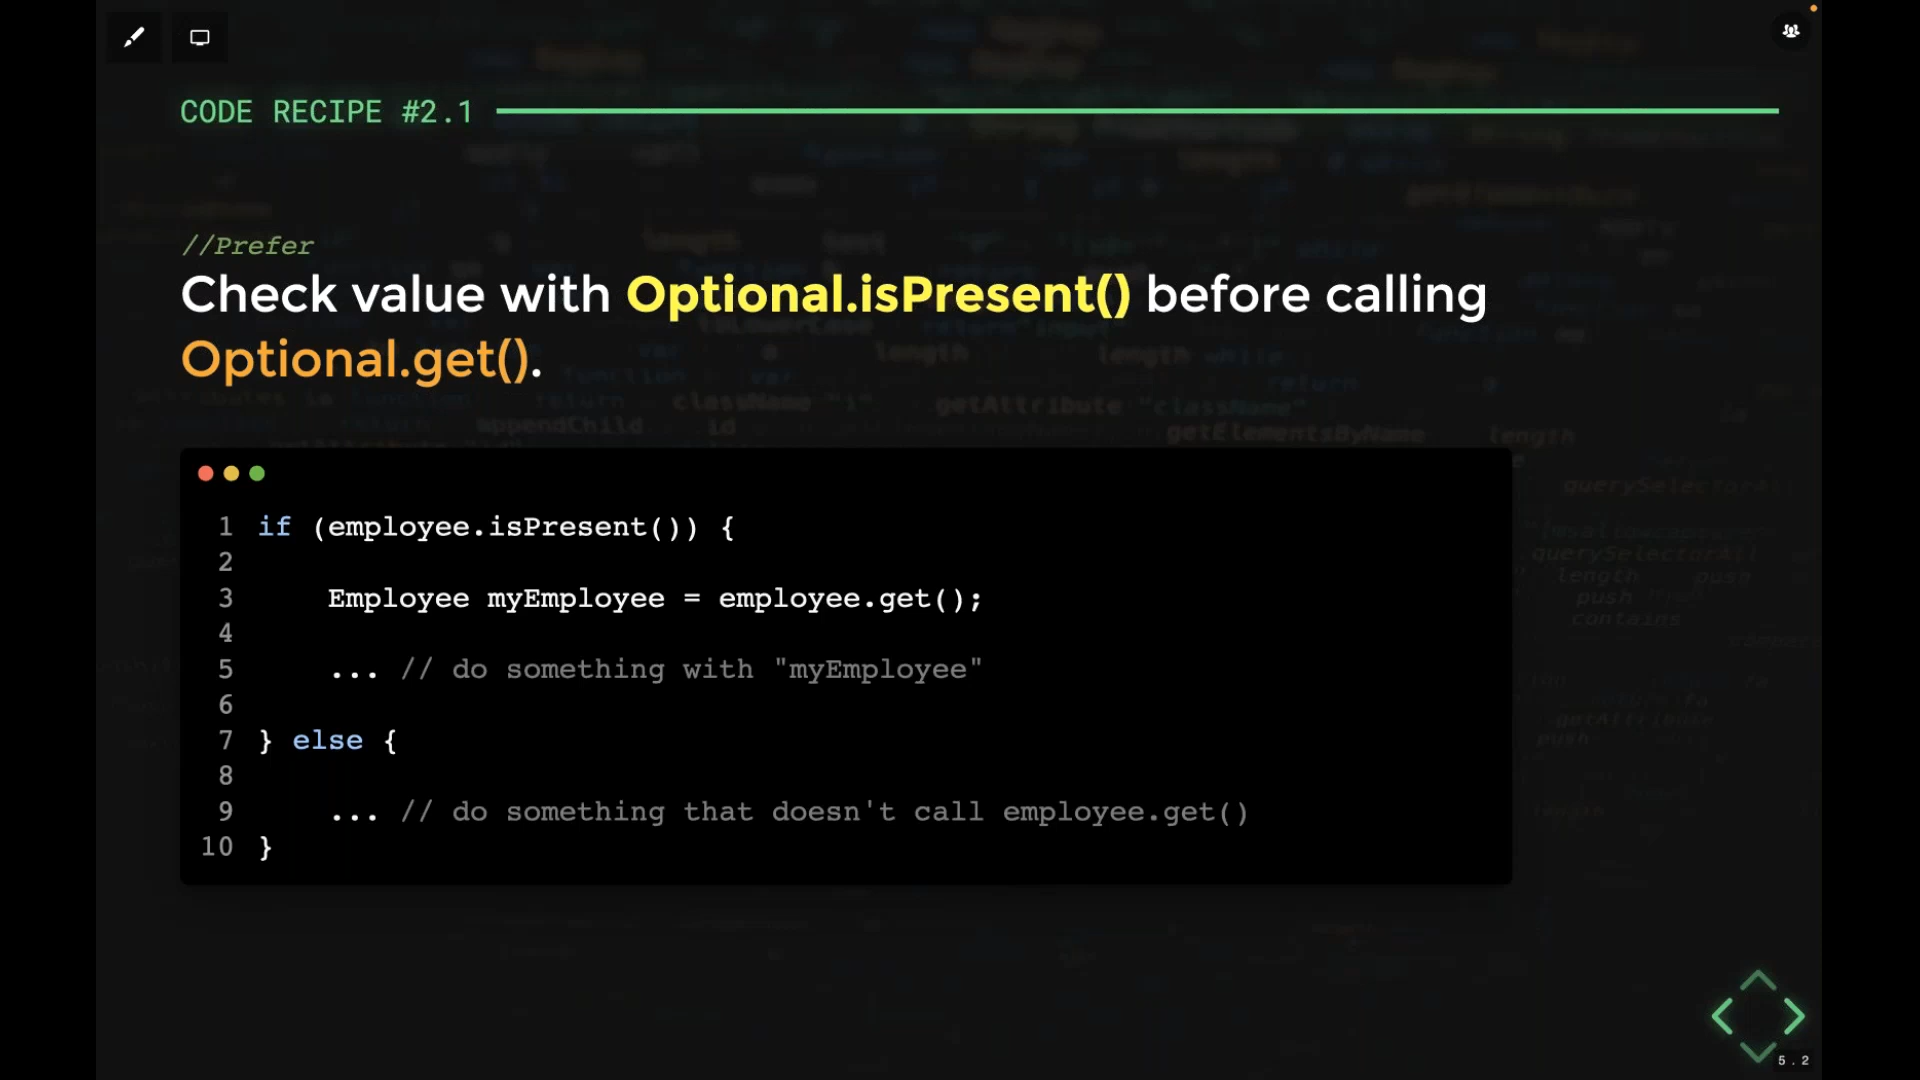 CODE RECIPE #2.1
//Prefer
Check value with Optional.isPresent() before calling
Optional.get().
1 if (employee.isPresent()) {
2
3 Employee myEmployee = employee.get();
4
5 ... // do something with "myEmployee"
6
7 } else {
8
9 ... // do something that doesn't call employee.get()
10 }
5.2